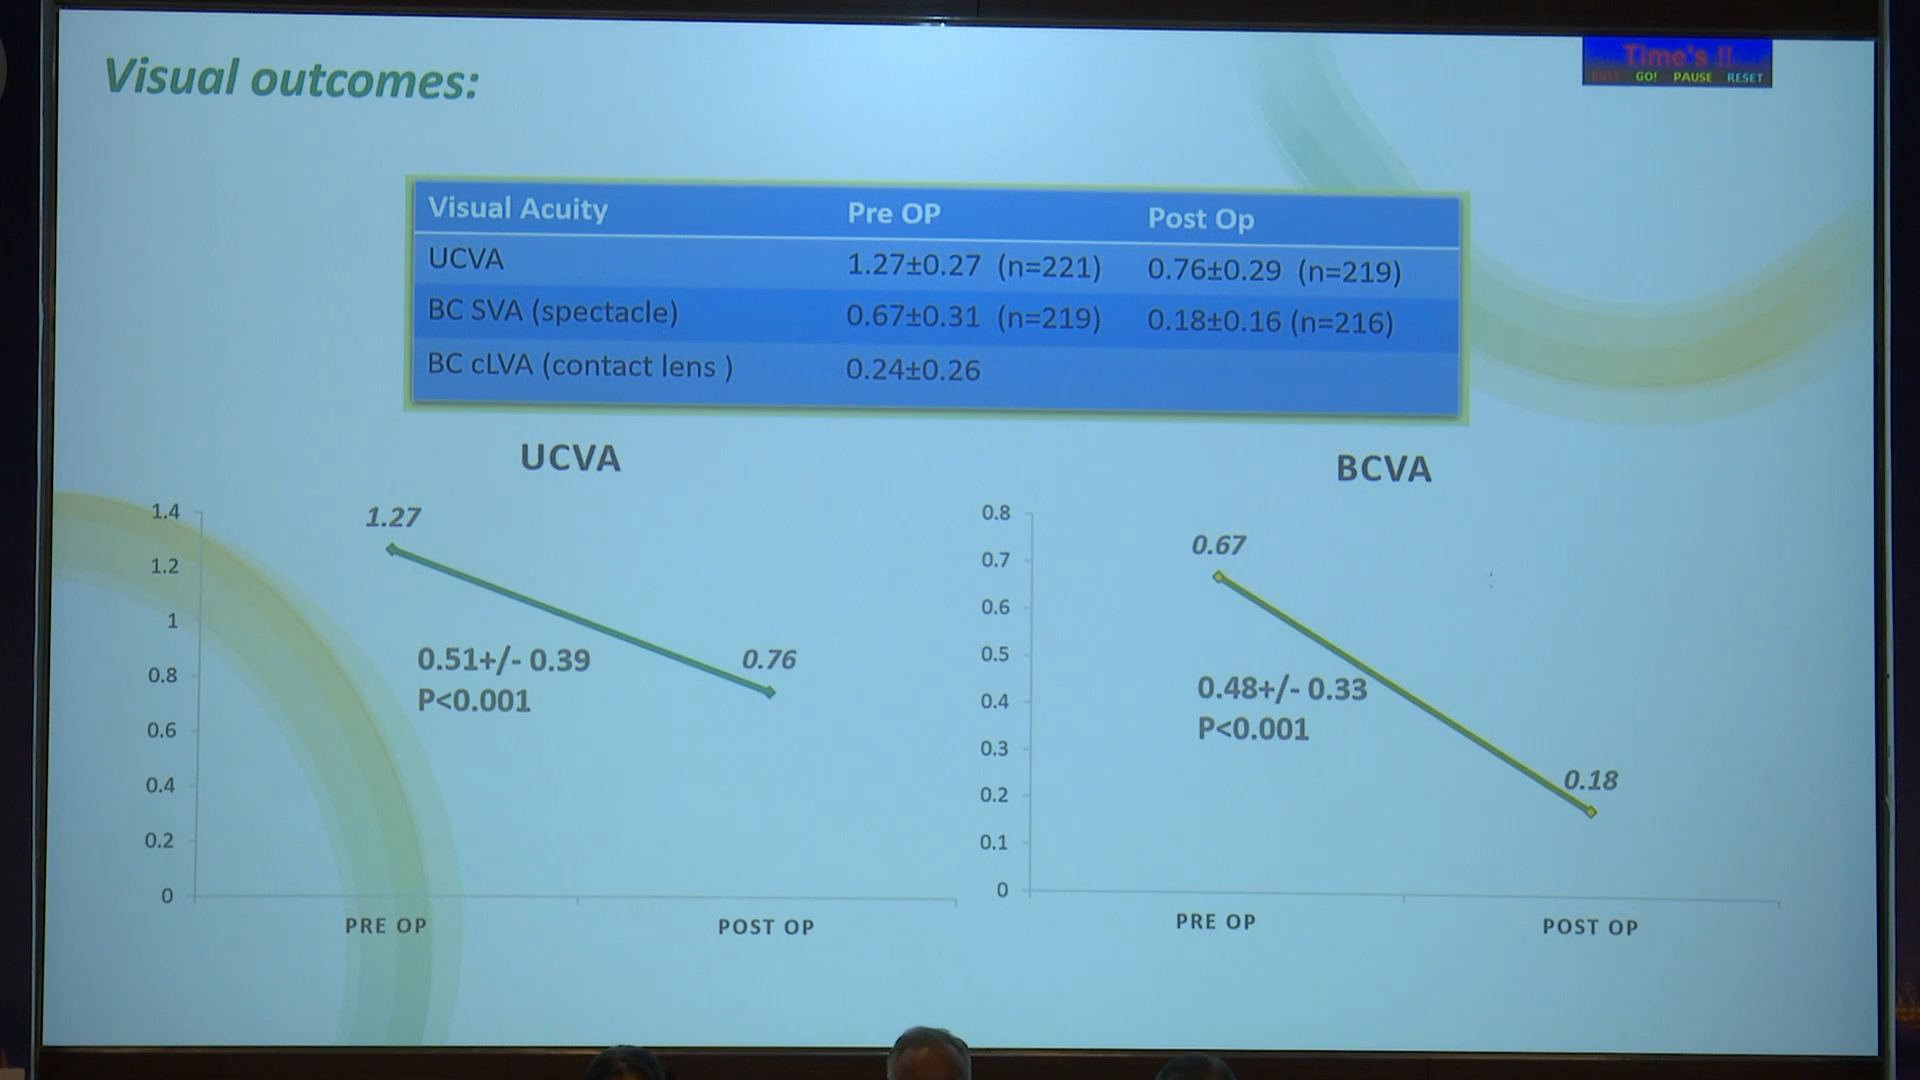 Visual outcomes:
Time's !!
EXIT GO! PAUSE RESET
Visual Acuity Pre OP Post Op
UCVA 1.27±0.27 (n=221) 0.76±0.29 (n=219)
BC SVA (spectacle) 0.67±0.31 (n=219) 0.18±0.16 (n=216)
BC cLVA (contact lens ) 0.24±0.26
UCVA
1.4
1.2
1
0.8
0.6
0.4
0.2
0
1.27
0.76
0.51+/- 0.39
P<0.001
PRE OP POST OP
BCVA
0.8
0.7
0.6
0.5
0.4
0.3
0.2
0.1
0
0.67
0.18
0.48+/- 0.33
P<0.001
PRE OP POST OP